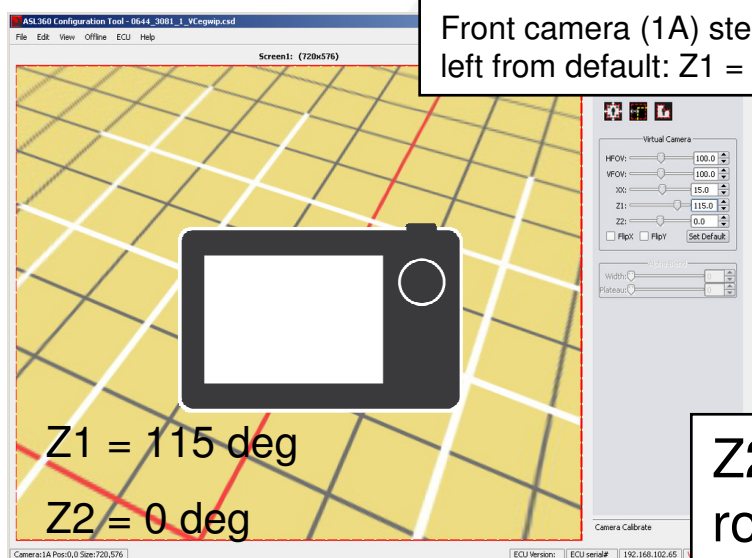 ASL360 Configuration Tool - 0644_3081_1_VCegwip.csd
Front camera (1A) ste
left from default: Z1 =
File Edit View Offline ECU Help
Screen1: (720x576)
Virtual Camera
HFOV: 100.0
VFOV: 100.0
XX: 15.0
Z1: 115.0
Z2: 0.0
FlipX FlipY Set Default
Width: 0
Plateau: 0
Z1 = 115 deg
Z2 = 0 deg
Z2
ro
Camera Calibrate
Camera:1A Pos:0,0 Size:720,576
ECU Version: ECU serial# 192.168.102.65